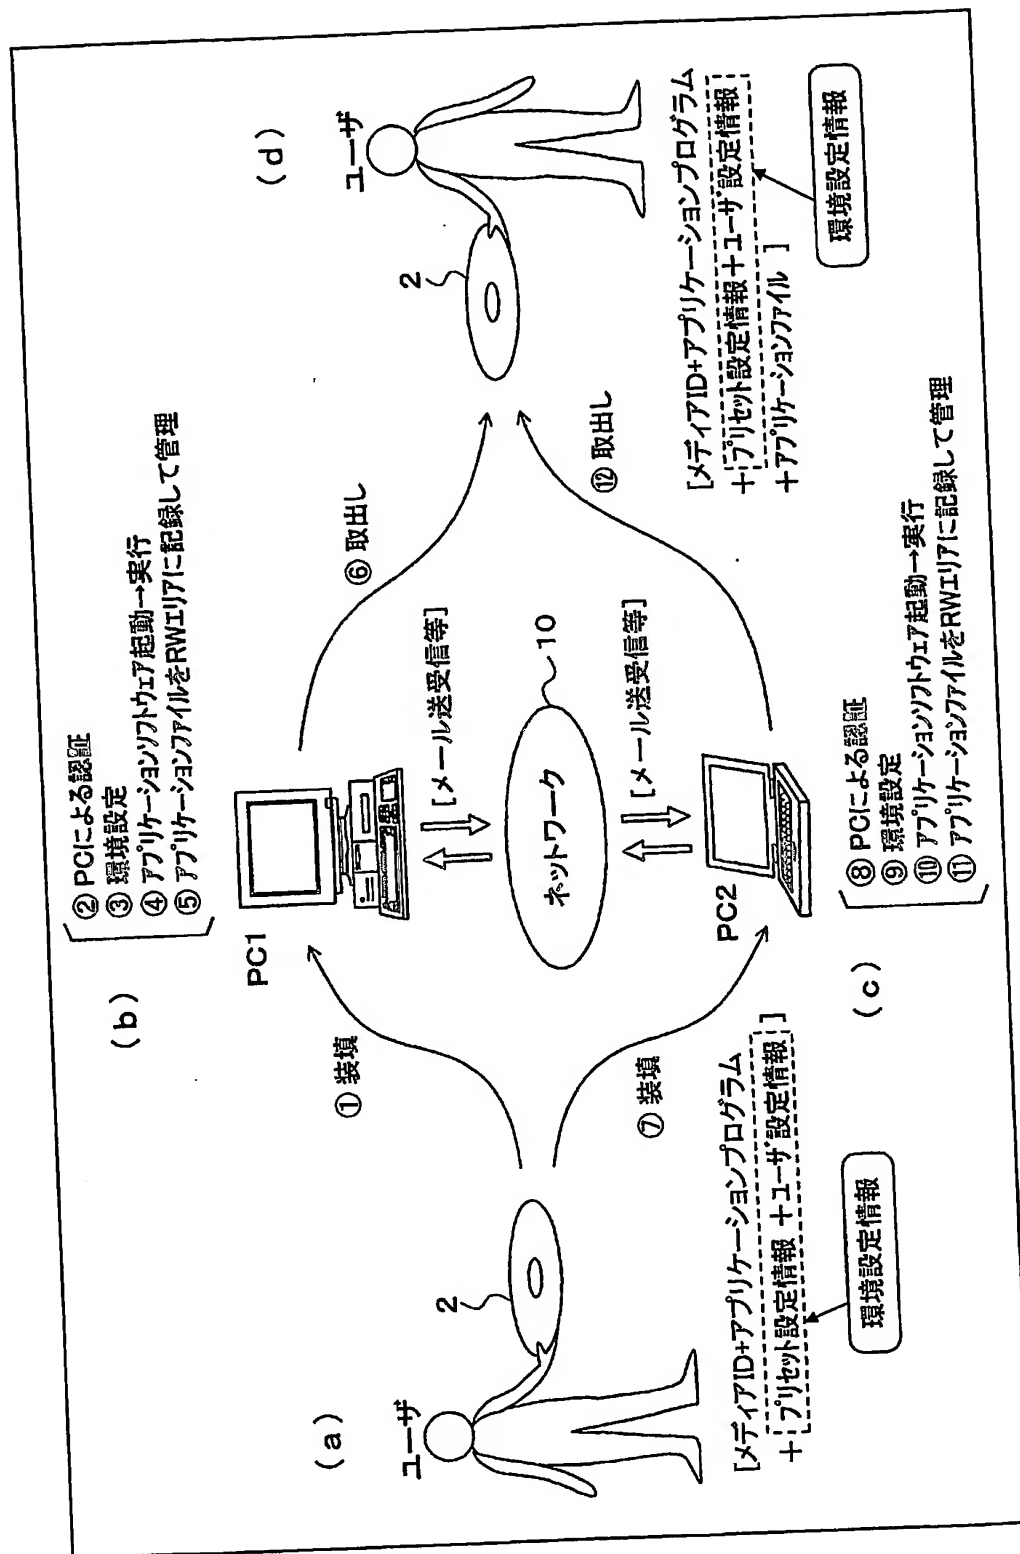 (a)
ユーザ
2
[メディアID+アプリケーションプログラム
+プリセット設定情報+ユーザ設定情報]
環境設定情報
①装填
⑦装填
(b)
PC1
②PCによる認証
③環境設定
④アプリケーションソフトウェア起動→実行
⑤アプリケーションファイルをRWエリアに記録して管理
[メール送受信等]
ネットワーク
10
[メール送受信等]
PC2
(c)
⑧PCによる認証
⑨環境設定
⑩アプリケーションソフトウェア起動→実行
⑪アプリケーションファイルをRWエリアに記録して管理
⑥取出し
⑫取出し
(d)
ユーザ
2
[メディアID+アプリケーションプログラム
+プリセット設定情報+ユーザ設定情報
+アプリケーションファイル]
環境設定情報